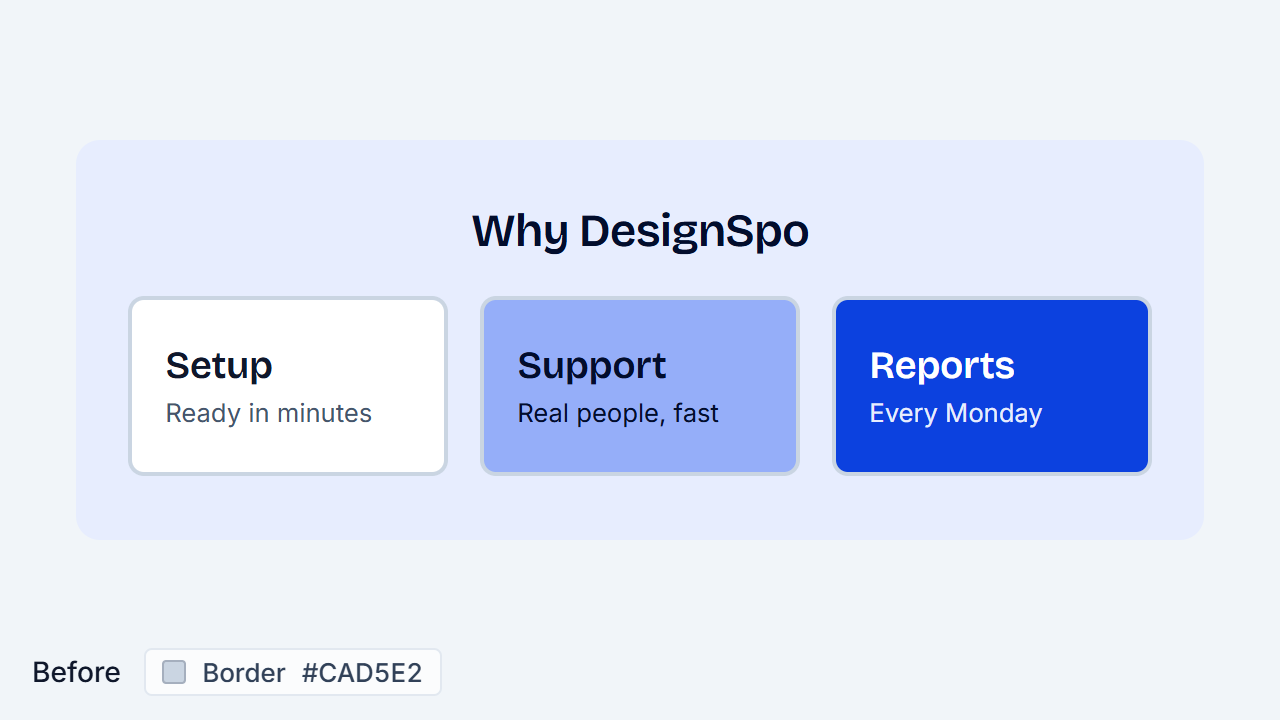 Why DesignSpo
Setup
Ready in minutes
Support
Real people, fast
Reports
Every Monday
Before
Border #CAD5E2